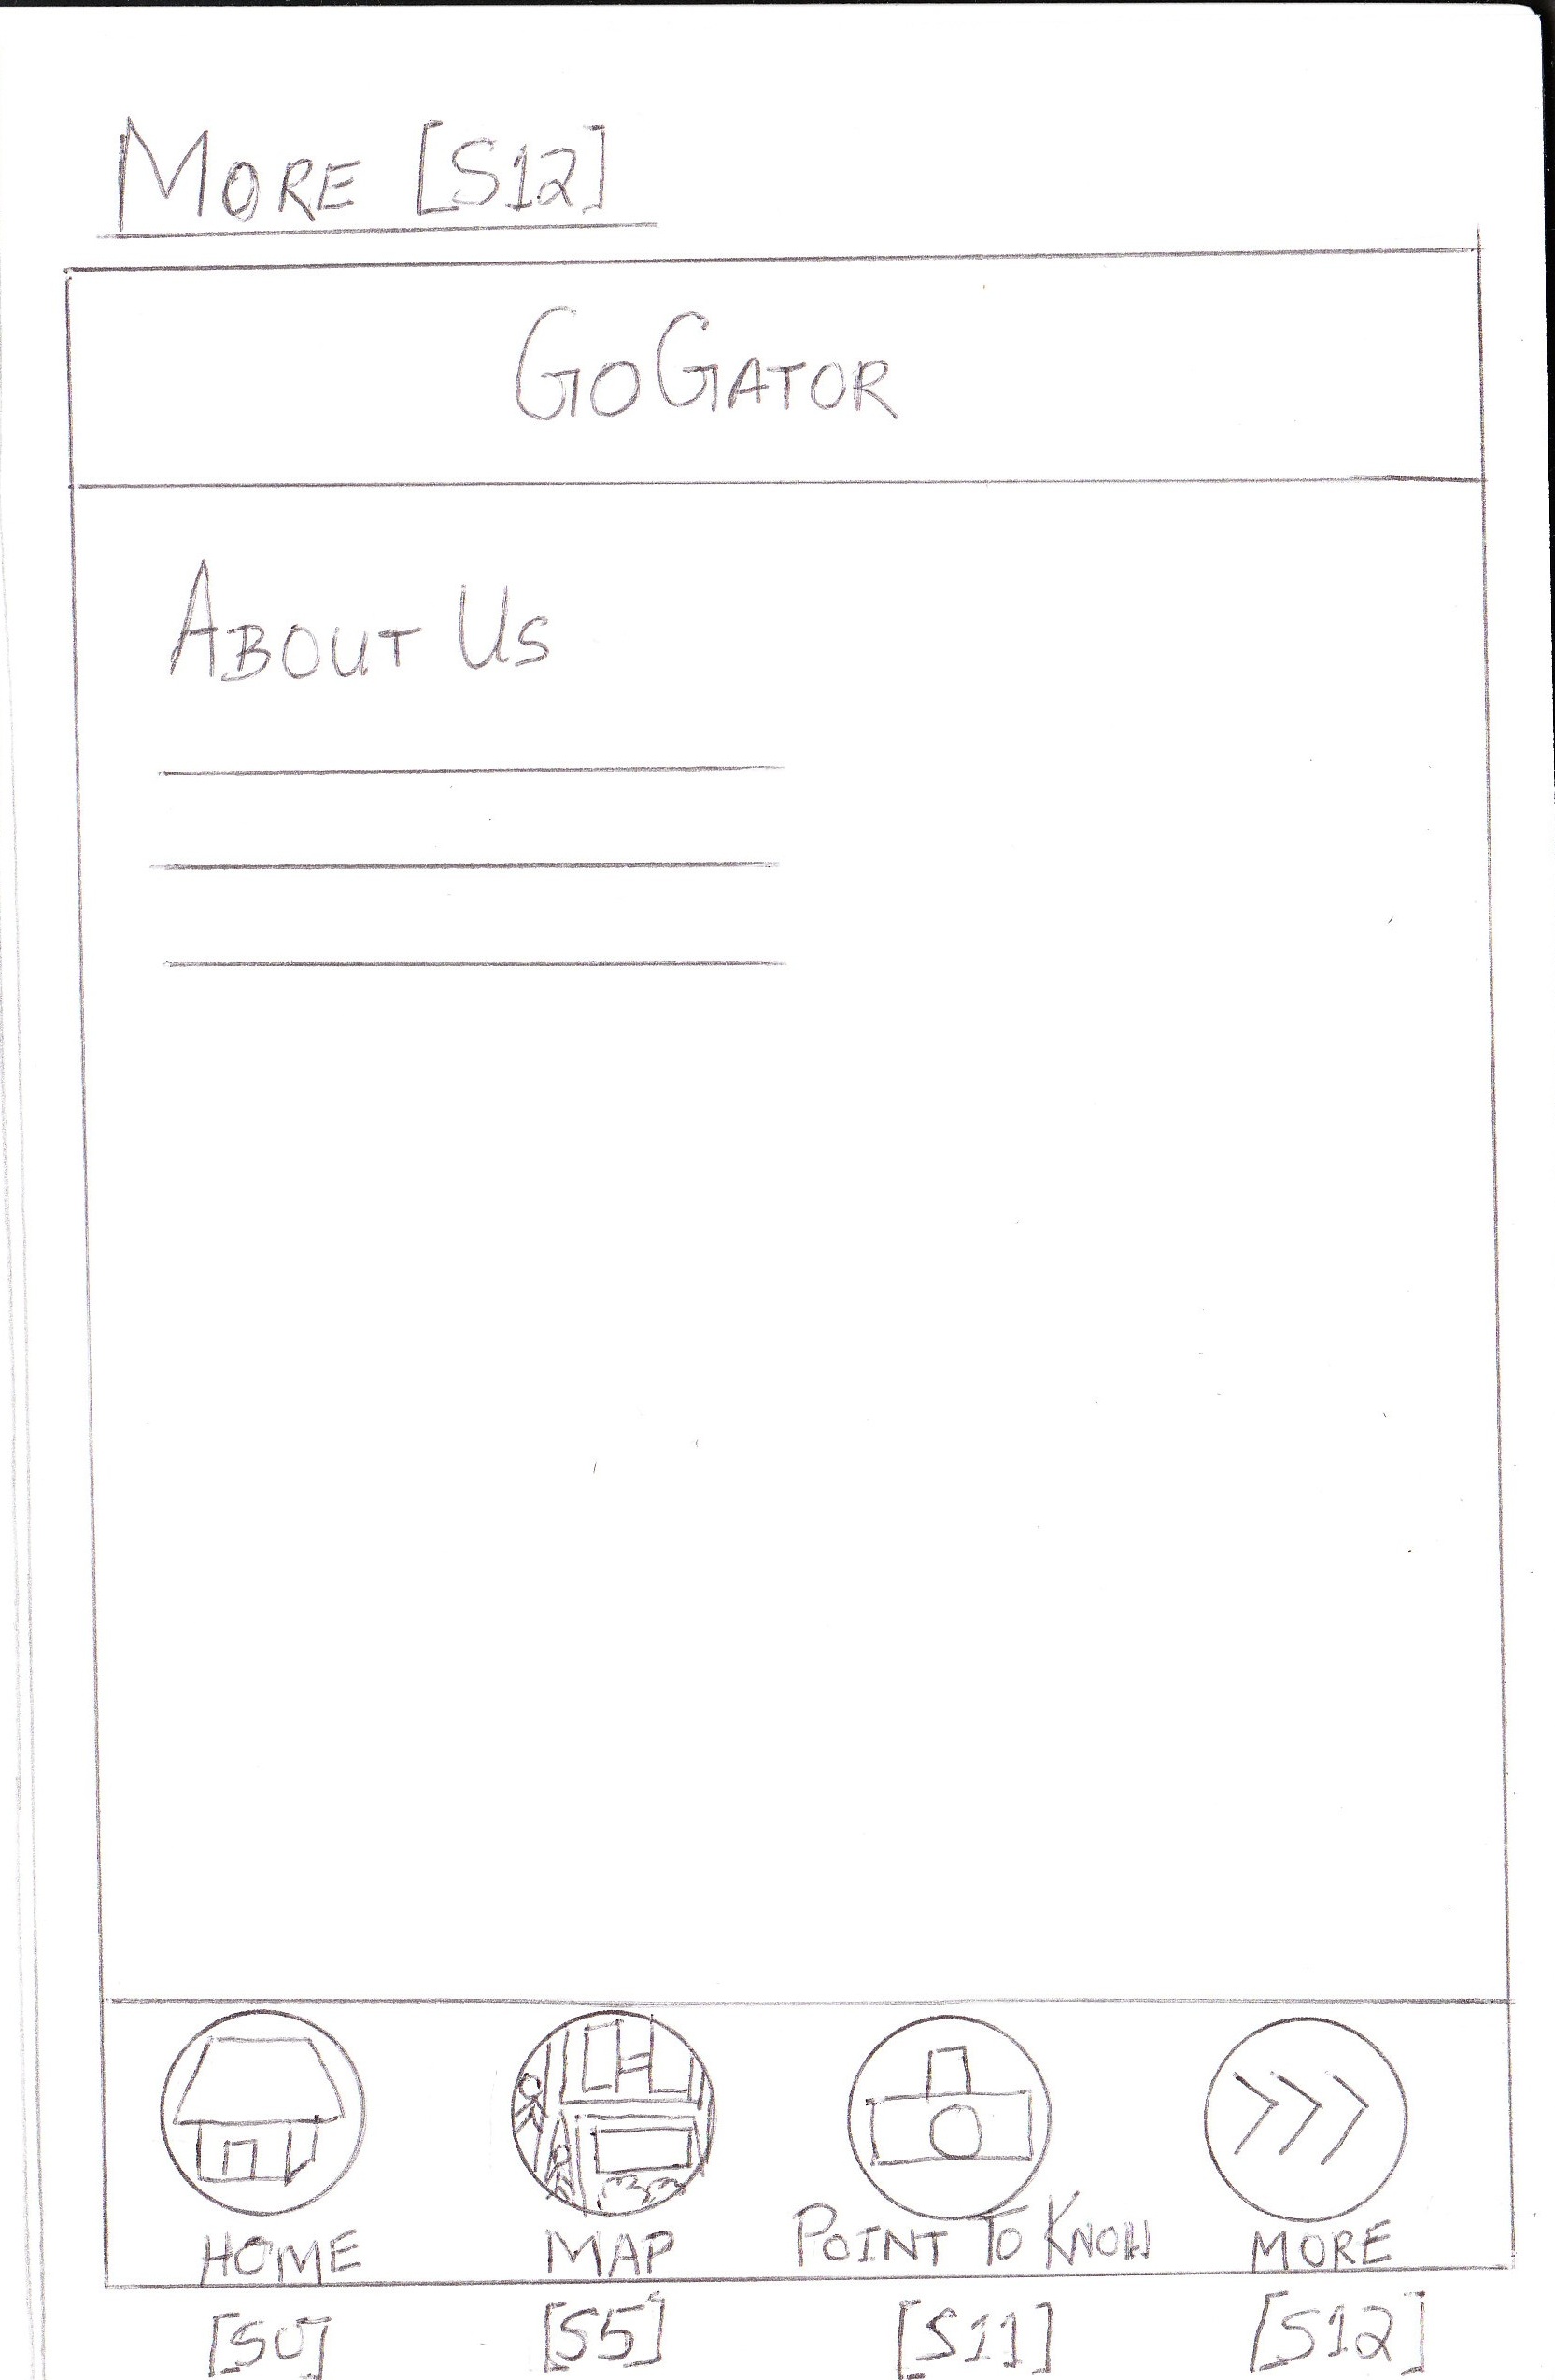 MORE [S12]
GOGATOR
ABOUT US
HOME MAP POINT TO KNOW MORE
[S0] [S5] [S11] [S12]